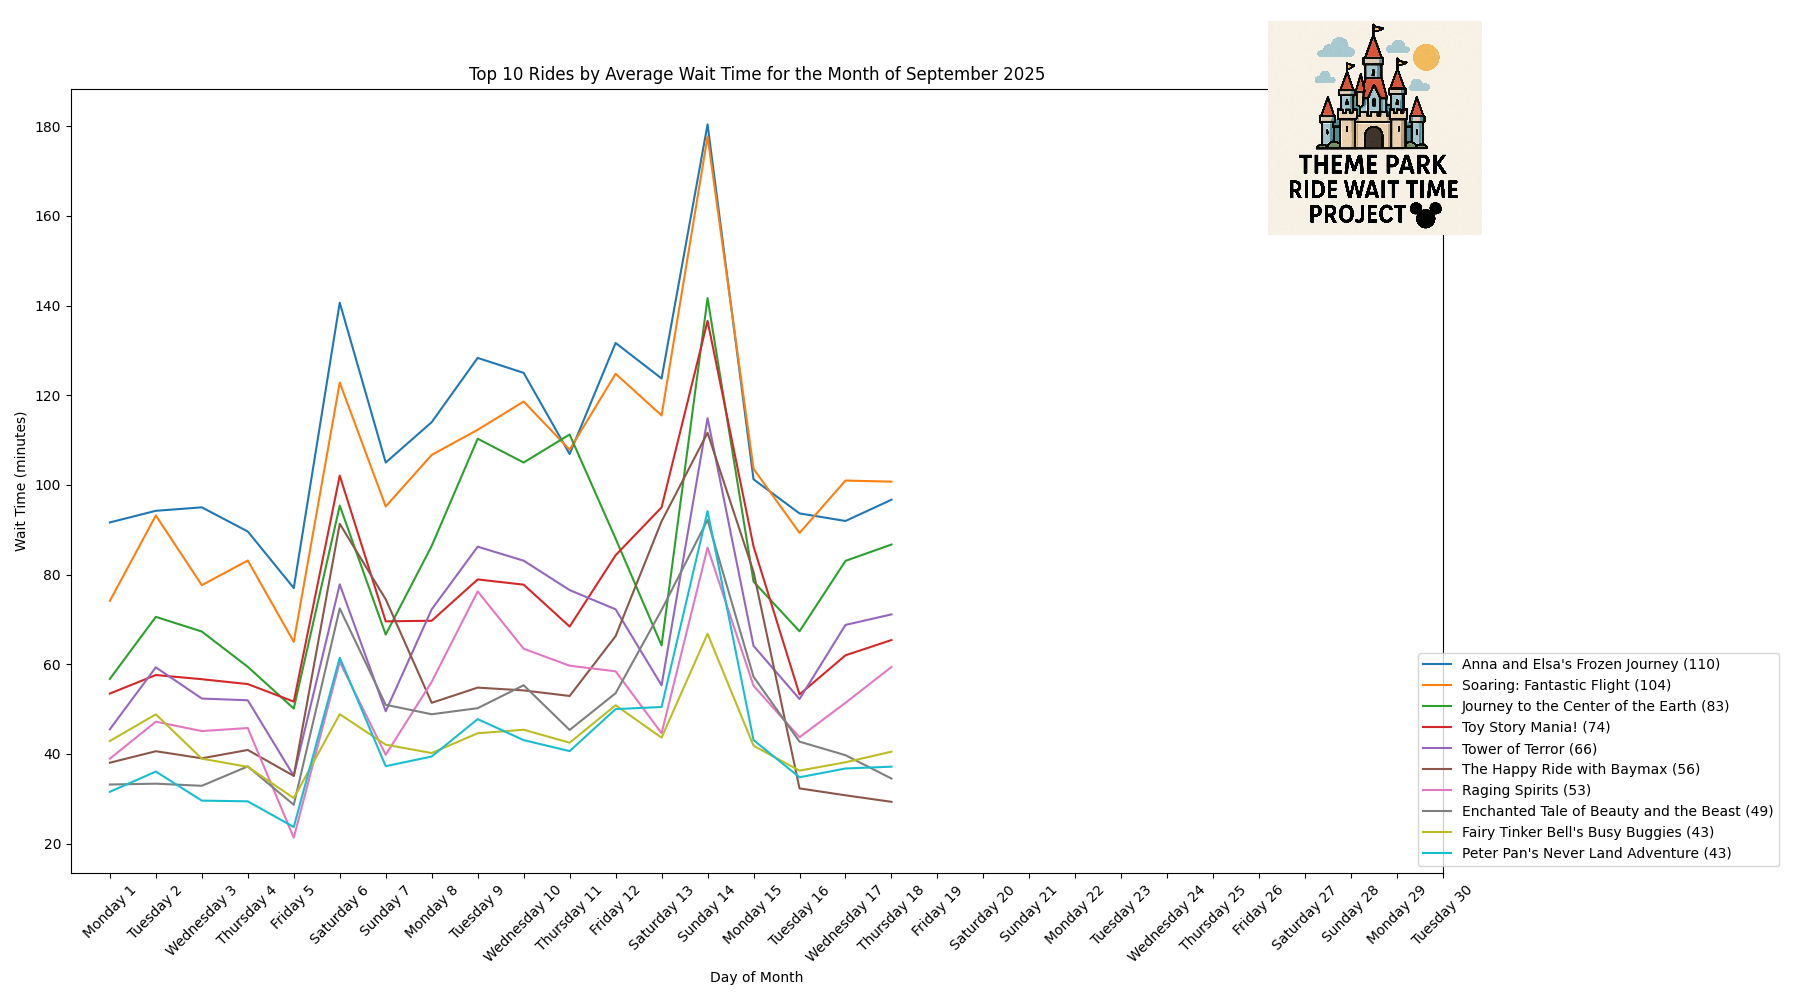 Top 10 Rides by Average Wait Time for the Month of September 2025
THEME PARK
RIDE WAIT TIME
PROJECT
Wait Time (minutes)
180
160
140
120
100
80
60
40
20
Anna and Elsa's Frozen Journey (110)
Soaring: Fantastic Flight (104)
Journey to the Center of the Earth (83)
Toy Story Mania! (74)
Tower of Terror (66)
The Happy Ride with Baymax (56)
Raging Spirits (53)
Enchanted Tale of Beauty and the Beast (49)
Fairy Tinker Bell's Busy Buggies (43)
Peter Pan's Never Land Adventure (43)
Monday 1
Tuesday 2
Wednesday 3
Thursday 4
Friday 5
Saturday 6
Sunday 7
Monday 8
Tuesday 9
Wednesday 10
Thursday 11
Friday 12
Saturday 13
Sunday 14
Monday 15
Tuesday 16
Wednesday 17
Thursday 18
Friday 19
Saturday 20
Sunday 21
Monday 22
Tuesday 23
Wednesday 24
Thursday 25
Friday 26
Saturday 27
Sunday 28
Monday 29
Tuesday 30
Day of Month